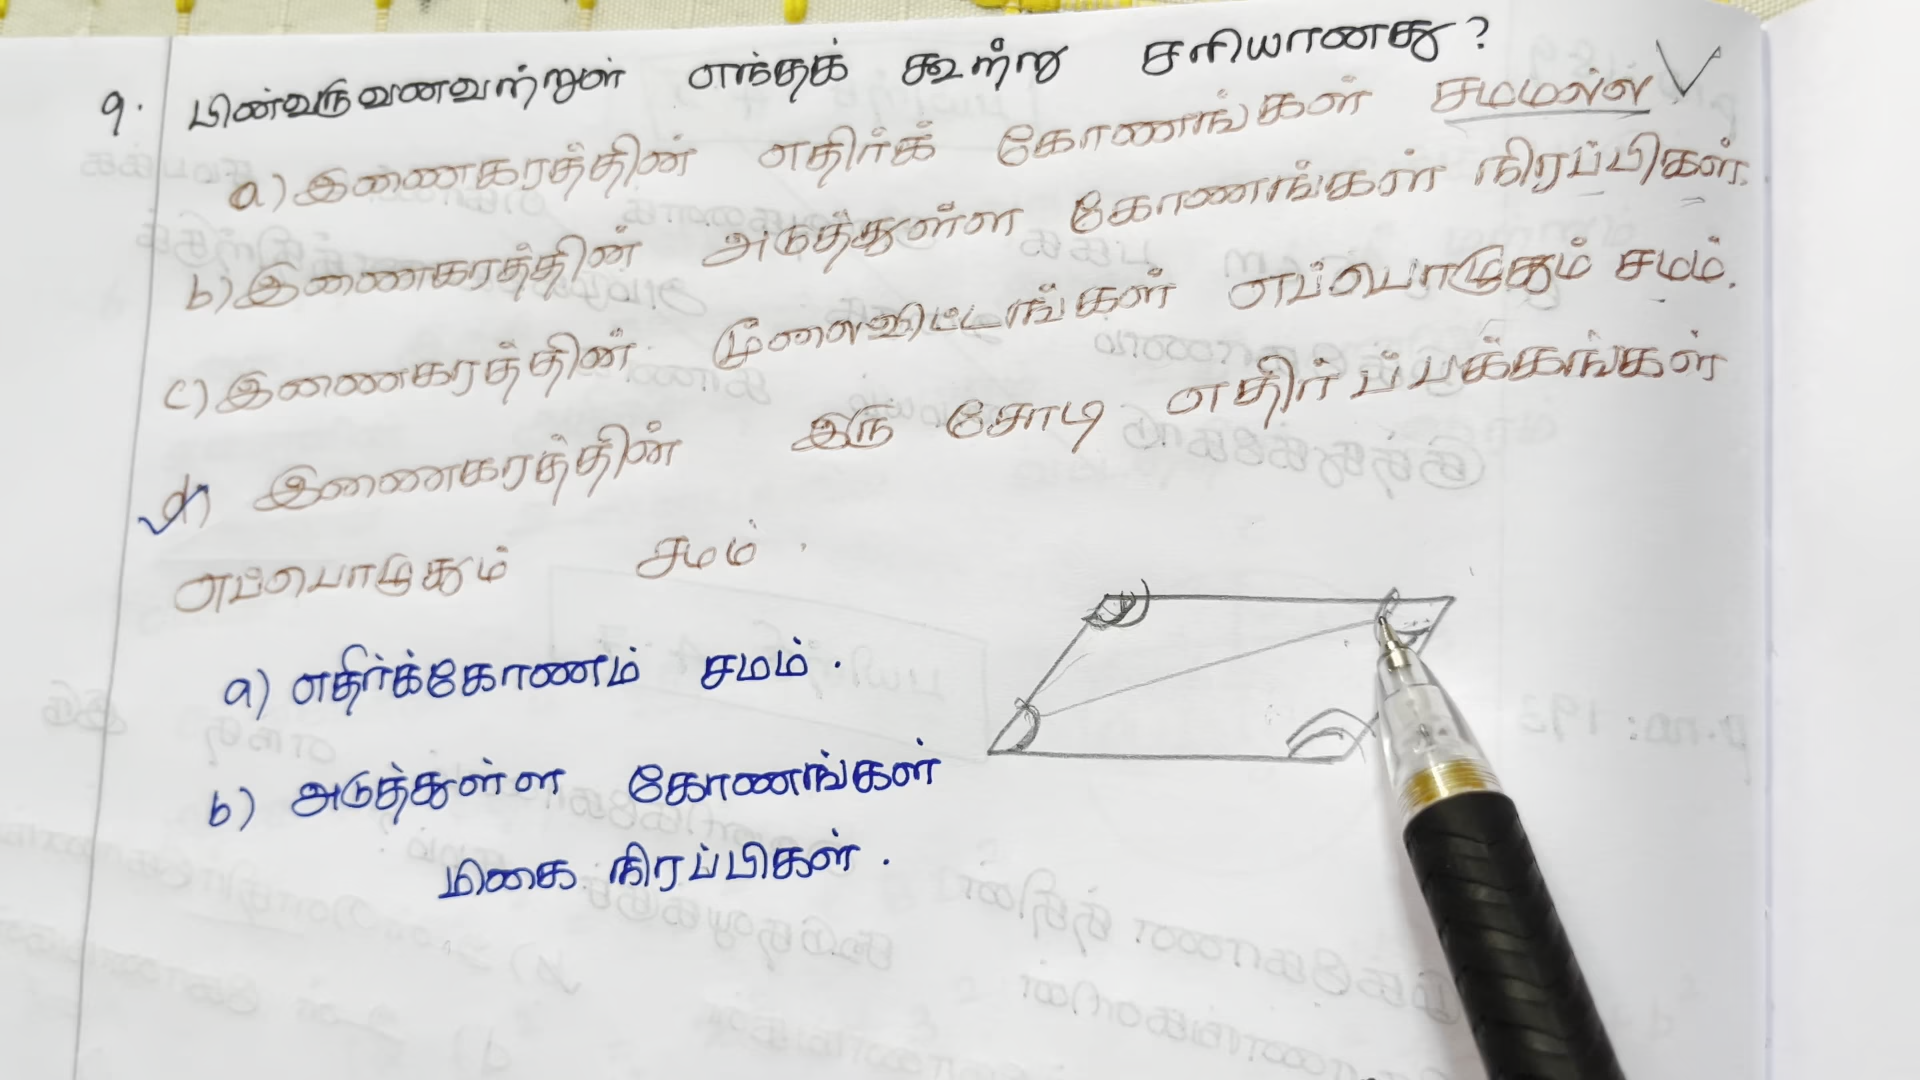 9. பின்வருவனவற்றுள் எந்தக் கூற்று சரியானது?
a) இணைகரத்தின் எதிர்க் கோணங்கள் சமமல்ல
b) இணைகரத்தின் அடுத்துள்ள கோணங்கள் நிரப்பிகள்.
c) இணைகரத்தின் மூலைவிட்டங்கள் எப்பொழுதும் சமம்.
d) இணைகரத்தின் இரு சோடி எதிர்ப்பக்கங்கள்
எப்பொழுதும் சமம்.
a) எதிர்க்கோணம் சமம்.
b) அடுத்துள்ள கோணங்கள்
மிகை நிரப்பிகள்.